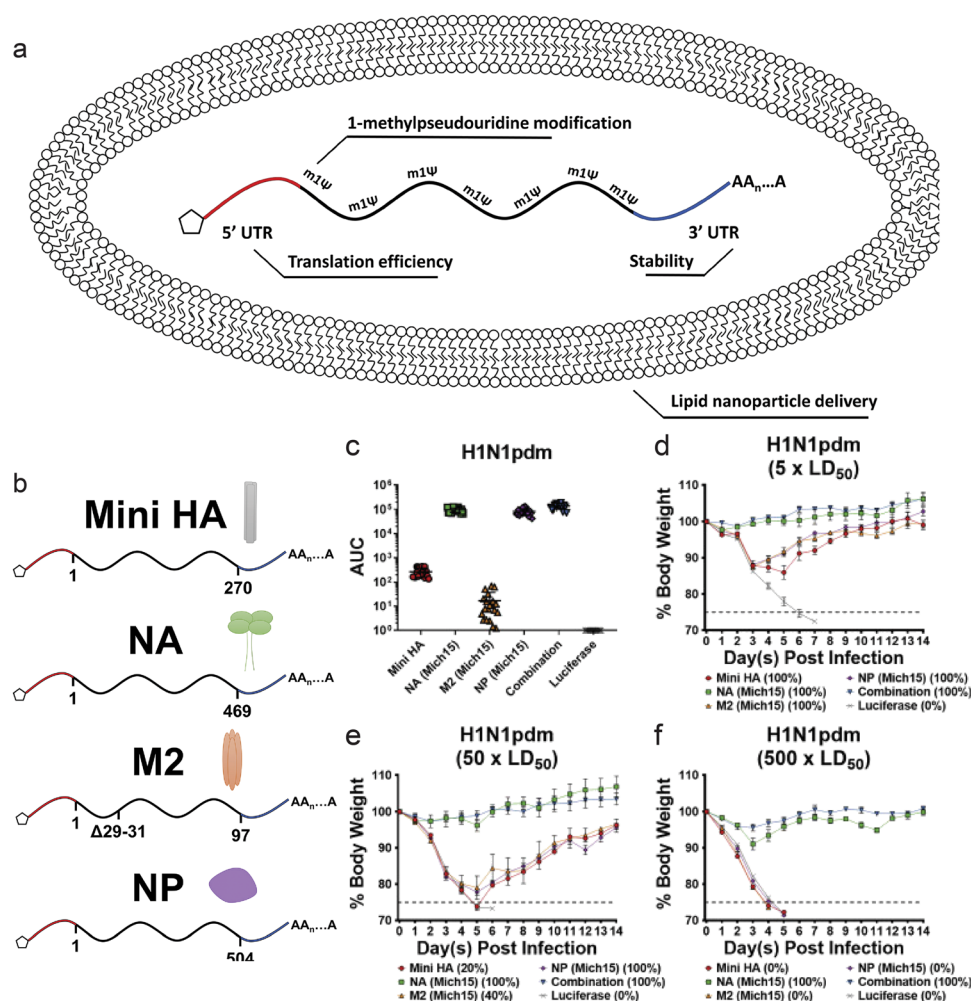 a
1-methylpseudouridine modification
m1Ψ m1Ψ m1Ψ m1Ψ m1Ψ m1Ψ m1Ψ
AAn...A
5' UTR
3' UTR
Translation efficiency
Stability
Lipid nanoparticle delivery
b
Mini HA
AAn...A
1
270
NA
AAn...A
1
469
M2
AAn...A
1
Δ29-31
97
NP
AAn...A
1
504
c
H1N1pdm
AUC
10^6
10^5
10^4
10^3
10^2
10^1
10^0
Mini HA
NA (Mich15)
M2 (Mich15)
NP (Mich15)
Combination
Luciferase
d
H1N1pdm
(5 x LD50)
% Body Weight
110
100
90
80
70
0 1 2 3 4 5 6 7 8 9 10 11 12 13 14
Day(s) Post Infection
Mini HA (100%)
NA (Mich15) (100%)
M2 (Mich15) (100%)
NP (Mich15) (100%)
Combination (100%)
Luciferase (0%)
e
H1N1pdm
(50 x LD50)
% Body Weight
110
100
90
80
70
0 1 2 3 4 5 6 7 8 9 10 11 12 13 14
Day(s) Post Infection
Mini HA (20%)
NA (Mich15) (100%)
M2 (Mich15) (40%)
NP (Mich15) (100%)
Combination (100%)
Luciferase (0%)
f
H1N1pdm
(500 x LD50)
% Body Weight
110
100
90
80
70
0 1 2 3 4 5 6 7 8 9 10 11 12 13 14
Day(s) Post Infection
Mini HA (0%)
NA (Mich15) (100%)
M2 (Mich15) (0%)
NP (Mich15) (0%)
Combination (100%)
Luciferase (0%)